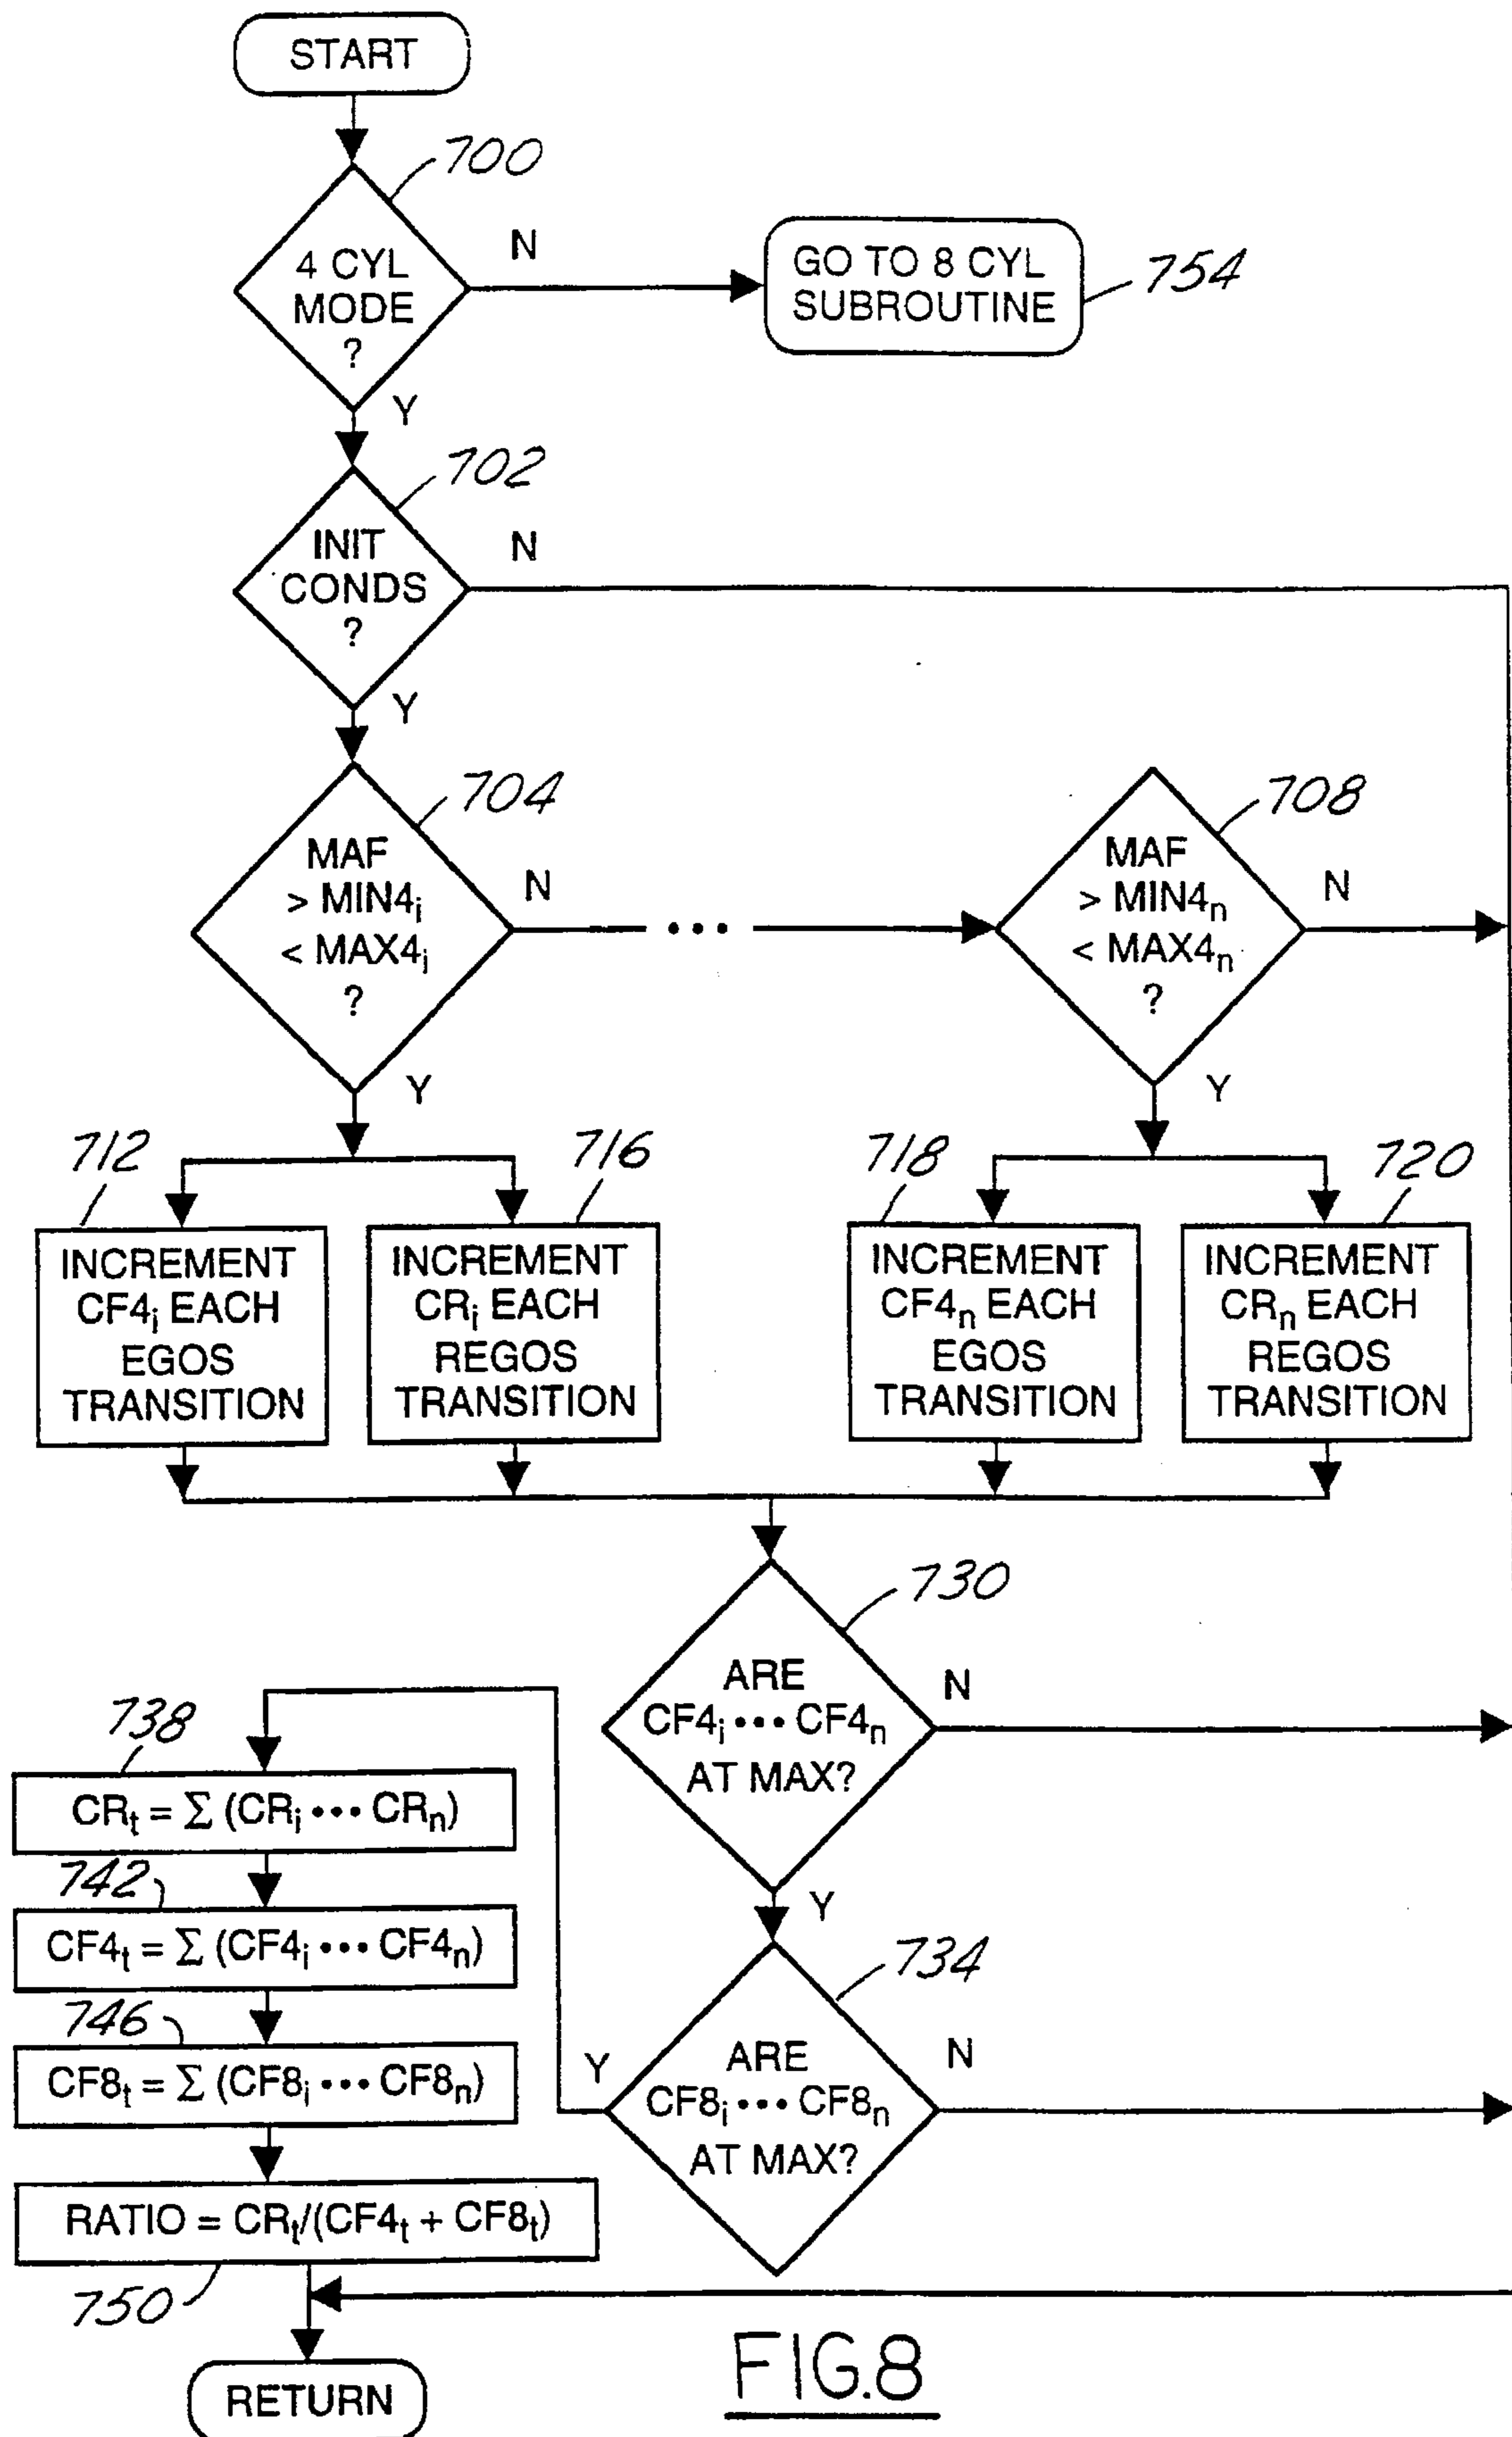 START
700
4 CYL
MODE
?
N
Y
GO TO 8 CYL
SUBROUTINE
754
702
INIT
CONDS
?
N
Y
704
MAF
> MIN4i
< MAX4i
?
N
Y
...
708
MAF
> MIN4n
< MAX4n
?
N
Y
712
INCREMENT
CF4i EACH
EGOS
TRANSITION
716
INCREMENT
CRi EACH
REGOS
TRANSITION
718
INCREMENT
CF4n EACH
EGOS
TRANSITION
720
INCREMENT
CRn EACH
REGOS
TRANSITION
730
ARE
CF4i ••• CF4n
AT MAX?
N
Y
734
ARE
CF8i ••• CF8n
AT MAX?
Y
N
738
CRt = Σ (CRi ••• CRn)
742
CF4t = Σ (CF4i ••• CF4n)
746
CF8t = Σ (CF8i ••• CF8n)
RATIO = CRt/(CF4t + CF8t)
750
RETURN
FIG.8